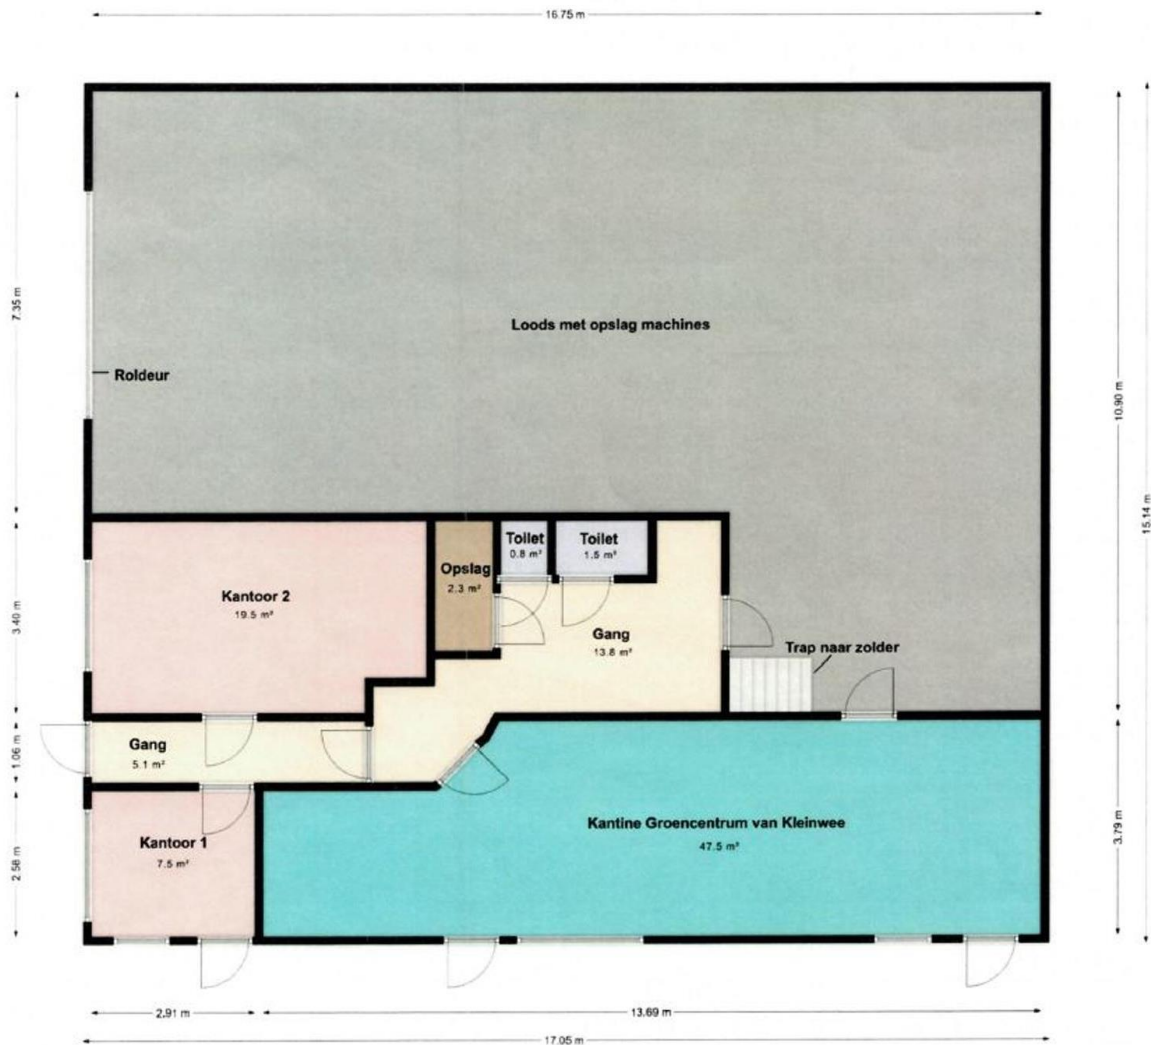 16.75 m
7.35 m
Loods met opslag machines
Roldeur
10.90 m
15.14 m
3.40 m
Kantoor 2
19.5 m²
Opslag
2.3 m²
Toilet
0.8 m²
Toilet
1.5 m²
Gang
13.8 m²
Trap naar zolder
1.06 m
Gang
5.1 m²
2.58 m
Kantoor 1
7.5 m²
Kantine Groencentrum van Kleinwee
47.5 m²
3.79 m
2.91 m
13.69 m
17.05 m